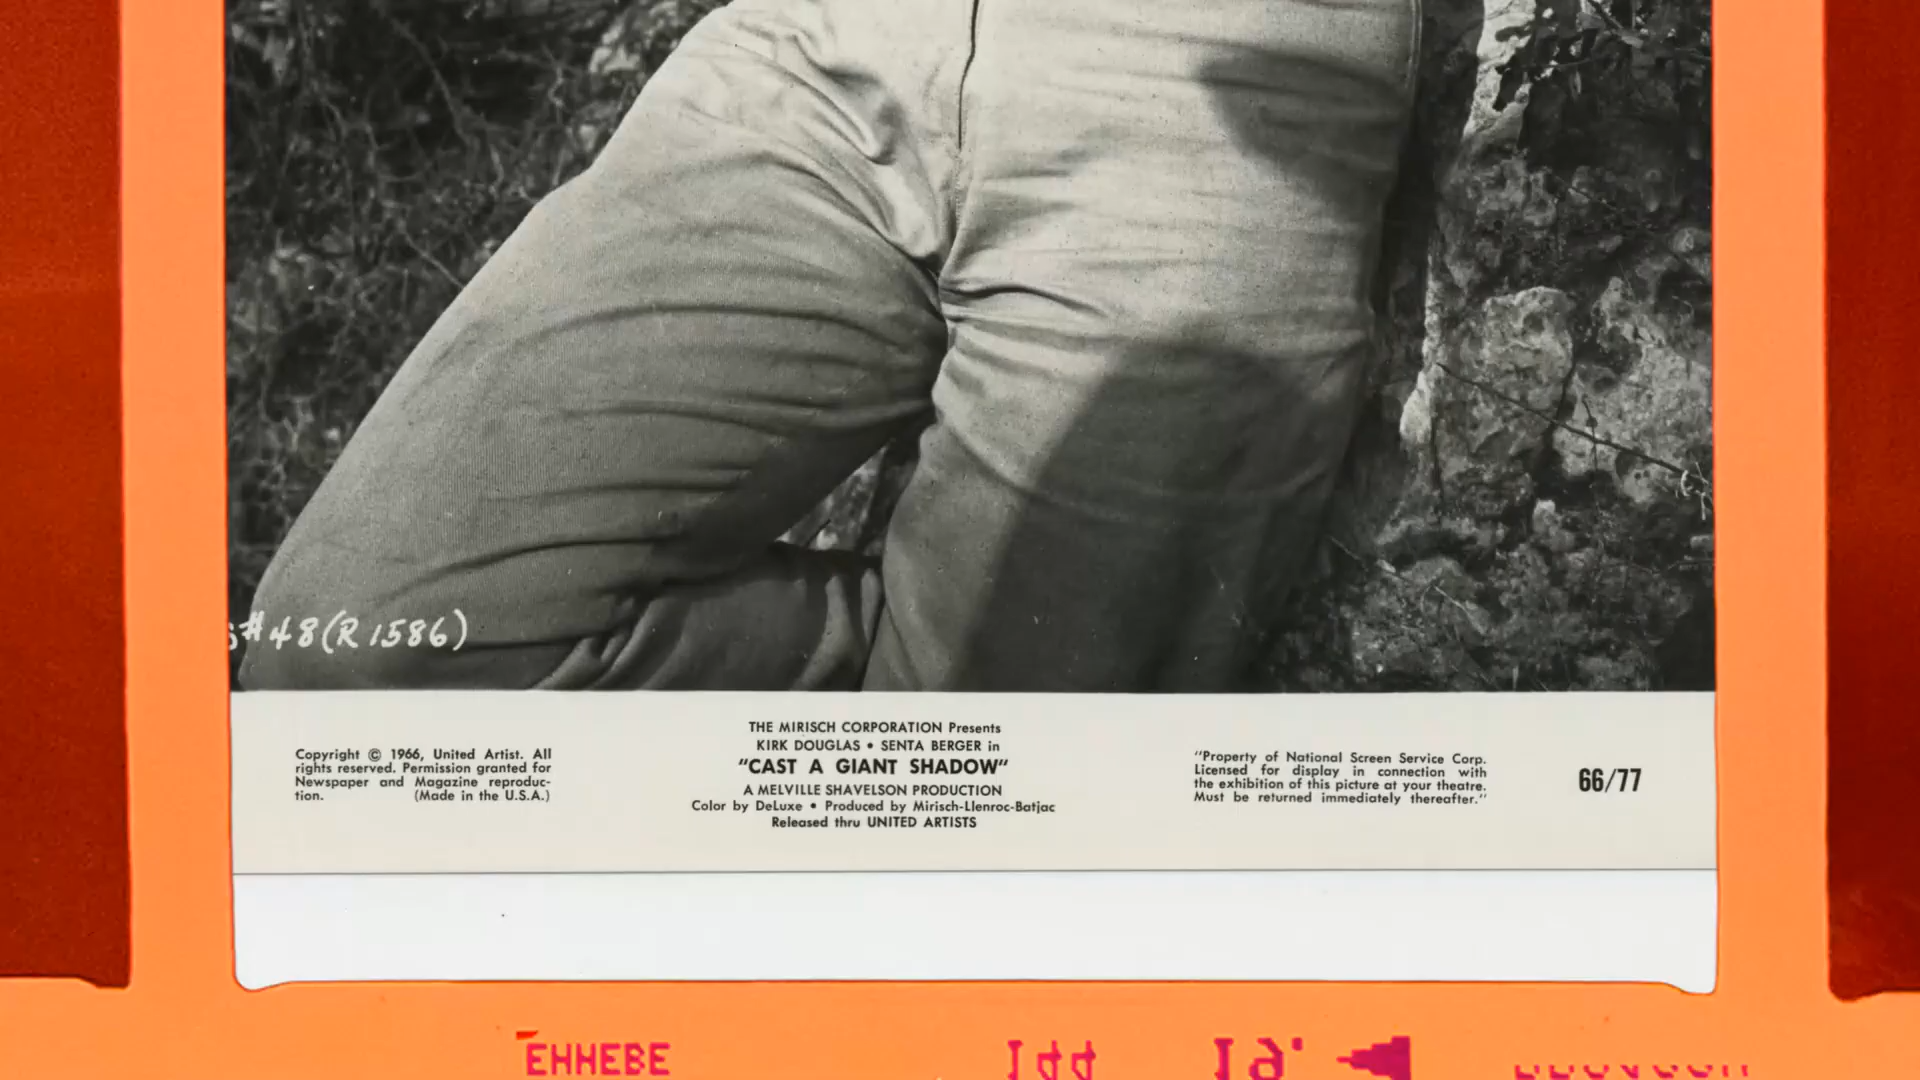 #48(R1586)
THE MIRISCH CORPORATION Presents
KIRK DOUGLAS • SENTA BERGER in
"CAST A GIANT SHADOW"
A MELVILLE SHAVELSON PRODUCTION
Color by DeLuxe • Produced by Mirisch-Llenroc-Batjac
Released thru UNITED ARTISTS
Copyright © 1966, United Artist. All
rights reserved. Permission granted for
Newspaper and Magazine reproduc-
tion. (Made in the U.S.A.)
"Property of National Screen Service Corp.
Licensed for display in connection with
the exhibition of this picture at your theatre.
Must be returned immediately thereafter."
66/77